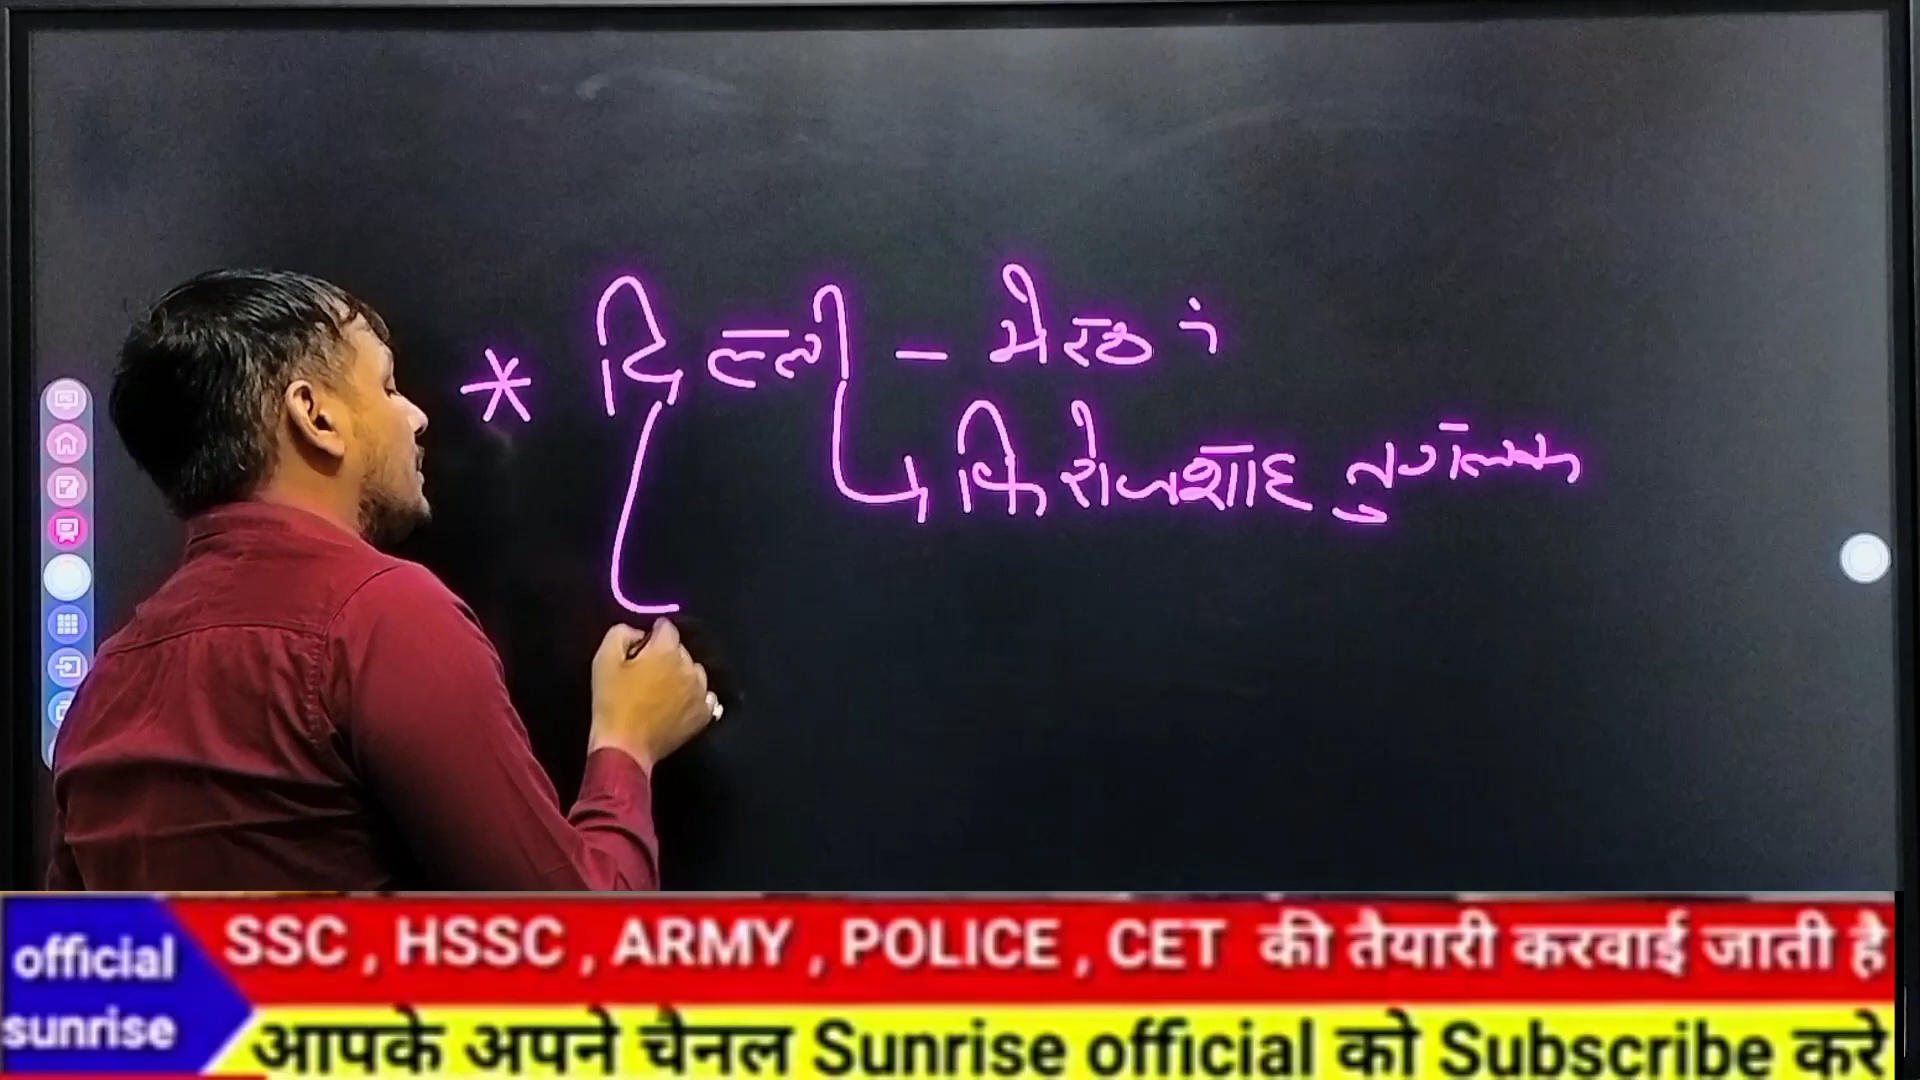 * दिल्ली - मेरठ :-
फिरोजशाह तुगलक
official
sunrise
SSC , HSSC , ARMY , POLICE , CET की तैयारी करवाई जाती है
आपके अपने चैनल Sunrise official को Subscribe करे